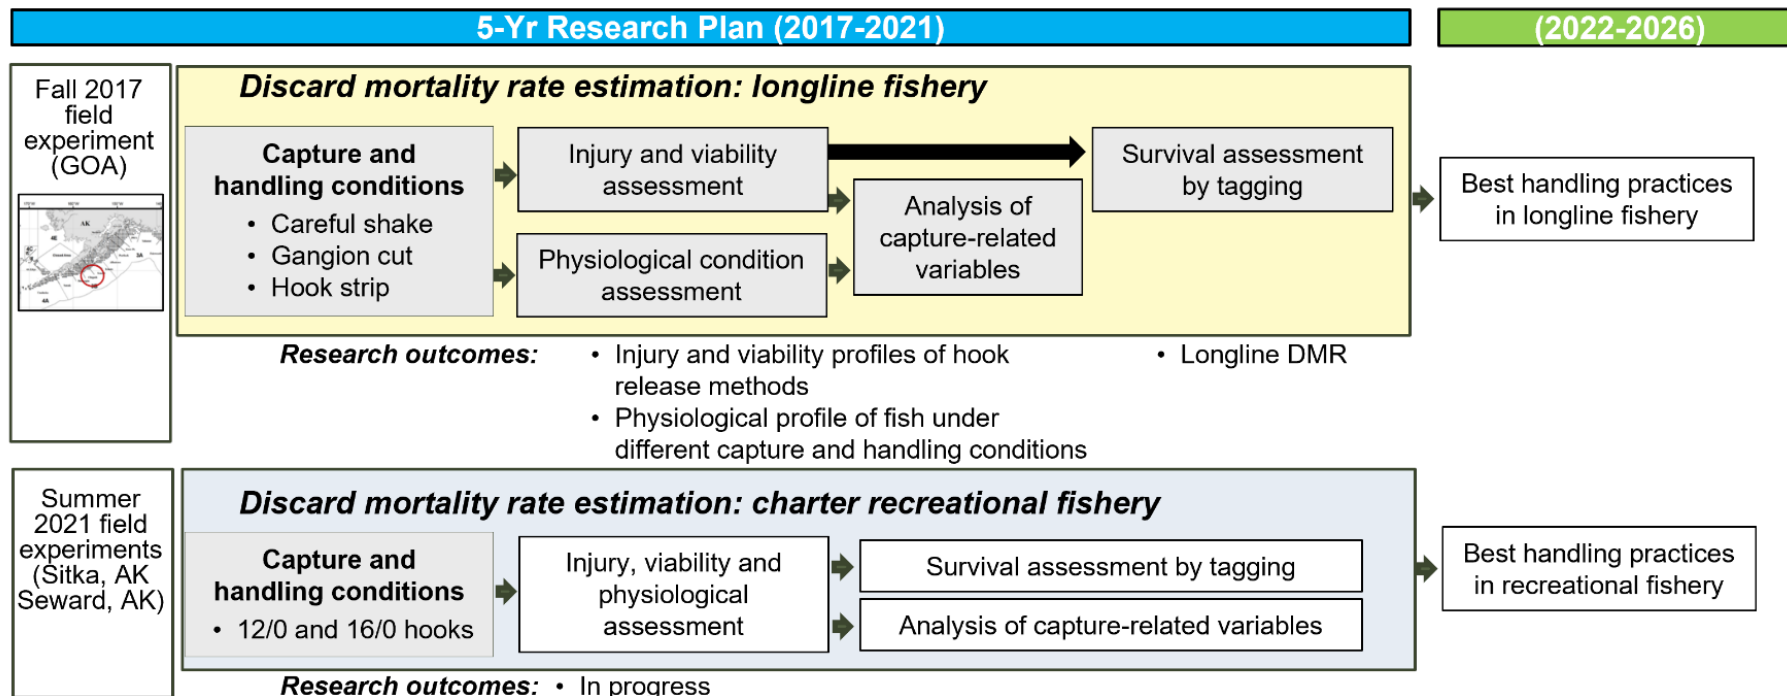 5-Yr Research Plan (2017-2021)
(2022-2026)
Fall 2017
field
experiment
(GOA)
AK
4A
3A
Discard mortality rate estimation: longline fishery
Capture and
handling conditions
• Careful shake
• Gangion cut
• Hook strip
Injury and viability
assessment
Physiological condition
assessment
Analysis of
capture-related
variables
Survival assessment
by tagging
Best handling practices
in longline fishery
Research outcomes:
• Injury and viability profiles of hook
release methods
• Physiological profile of fish under
different capture and handling conditions
• Longline DMR
Summer
2021 field
experiments
(Sitka, AK
Seward, AK)
Discard mortality rate estimation: charter recreational fishery
Capture and
handling conditions
• 12/0 and 16/0 hooks
Injury, viability and
physiological
assessment
Survival assessment by tagging
Analysis of capture-related variables
Best handling practices
in recreational fishery
Research outcomes: • In progress